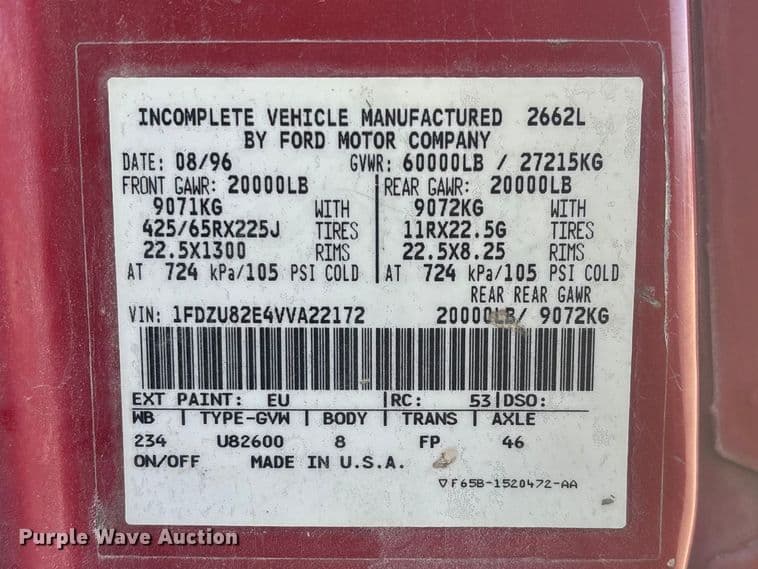 INCOMPLETE VEHICLE MANUFACTURED 2662L
BY FORD MOTOR COMPANY
DATE: 08/96 GVWR: 60000LB / 27215KG
FRONT GAWR: 20000LB REAR GAWR: 20000LB
9071KG WITH 9072KG WITH
425/65RX225J TIRES 11RX22.5G TIRES
22.5X1300 RIMS 22.5X8.25 RIMS
AT 724 kPa/105 PSI COLD AT 724 kPa/105 PSI COLD
REAR REAR GAWR
VIN: 1FDZU82E4VVA22172 20000LB/ 9072KG
EXT PAINT: EU RC: 53 DSO:
WB TYPE-GVW BODY TRANS AXLE
234 U82600 8 FP 46
ON/OFF MADE IN U.S.A.
F65B-1520472-AA
Purple Wave Auction